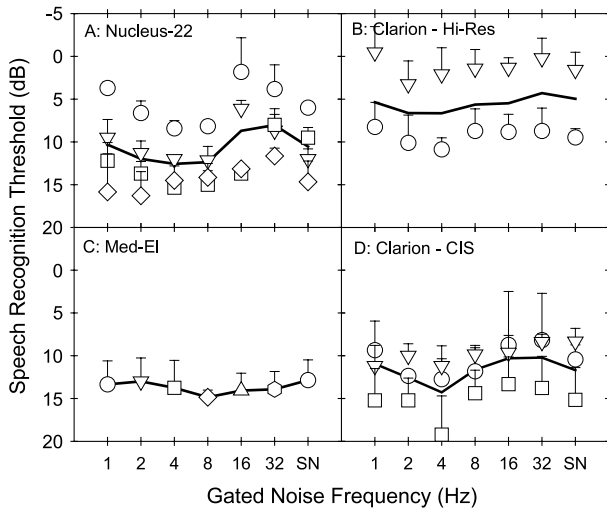 -5
0
5
10
15
20
0
5
10
15
20
Speech Recognition Threshold (dB)
A: Nucleus-22
B: Clarion - Hi-Res
C: Med-El
D: Clarion - CIS
1 2 4 8 16 32 SN
1 2 4 8 16 32 SN
Gated Noise Frequency (Hz)